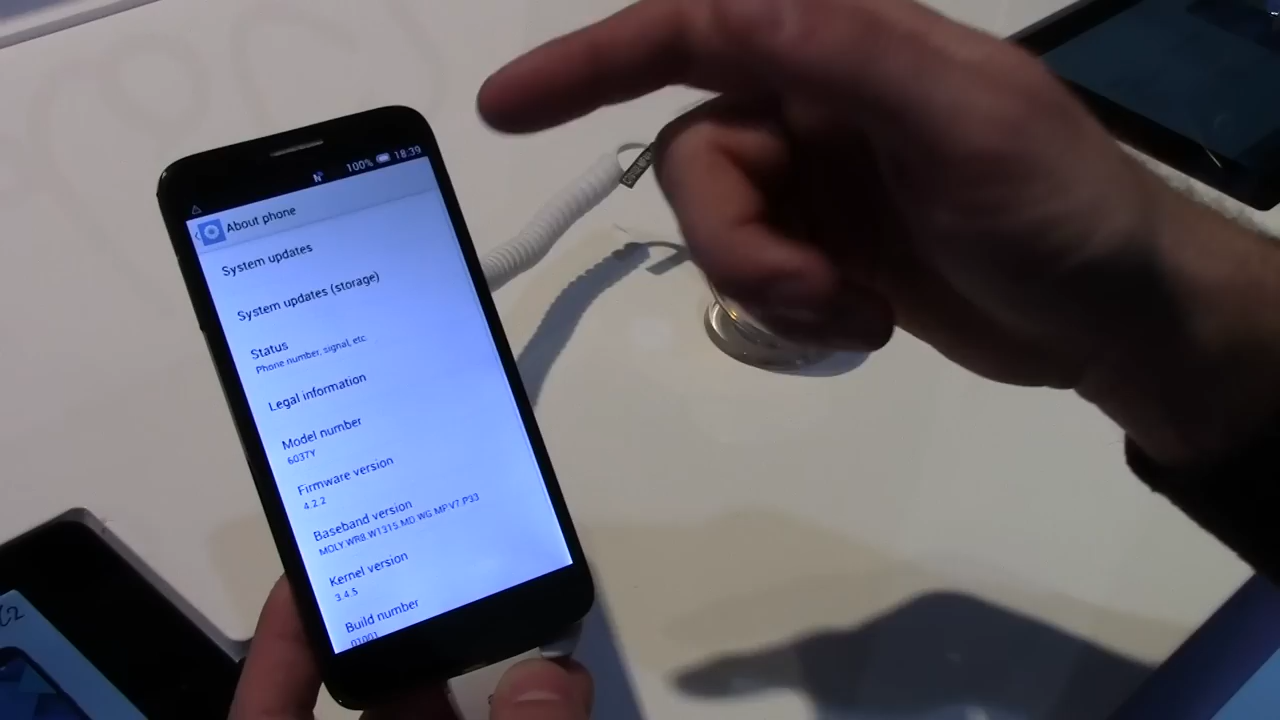 100% 18:39
About phone
System updates
System updates (storage)
Status
Phone number, signal, etc.
Legal information
Model number
6037Y
Firmware version
4.2.2
Baseband version
MOLY.WR8.W1315.MD.WG.MP.V7.P33
Kernel version
3.4.5
Build number